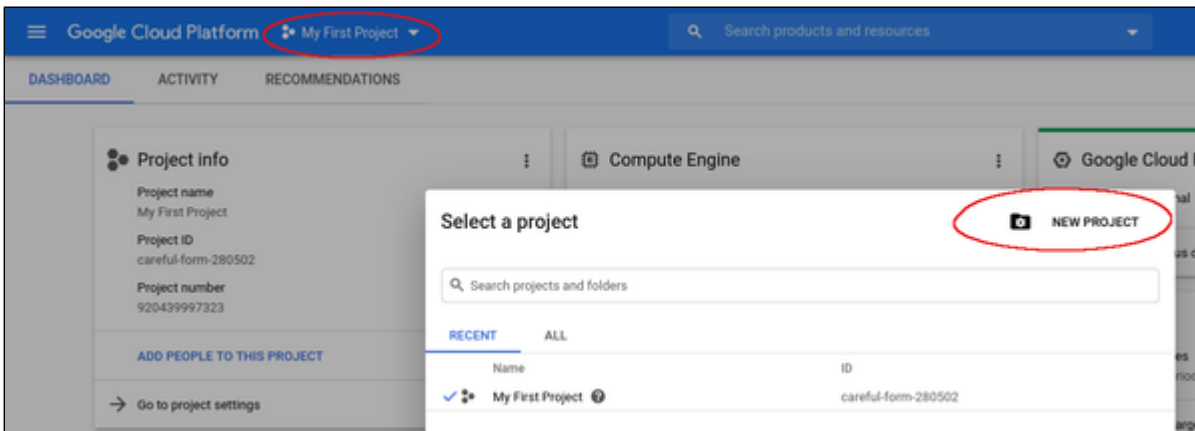 Google Cloud Platform My First Project Search products and resources
DASHBOARD ACTIVITY RECOMMENDATIONS
Project info
Project name
My First Project
Project ID
careful-form-280502
Project number
920439997323
ADD PEOPLE TO THIS PROJECT
Go to project settings
Compute Engine
Google Cloud
Select a project NEW PROJECT
Search projects and folders
RECENT ALL
Name ID
My First Project careful-form-280502